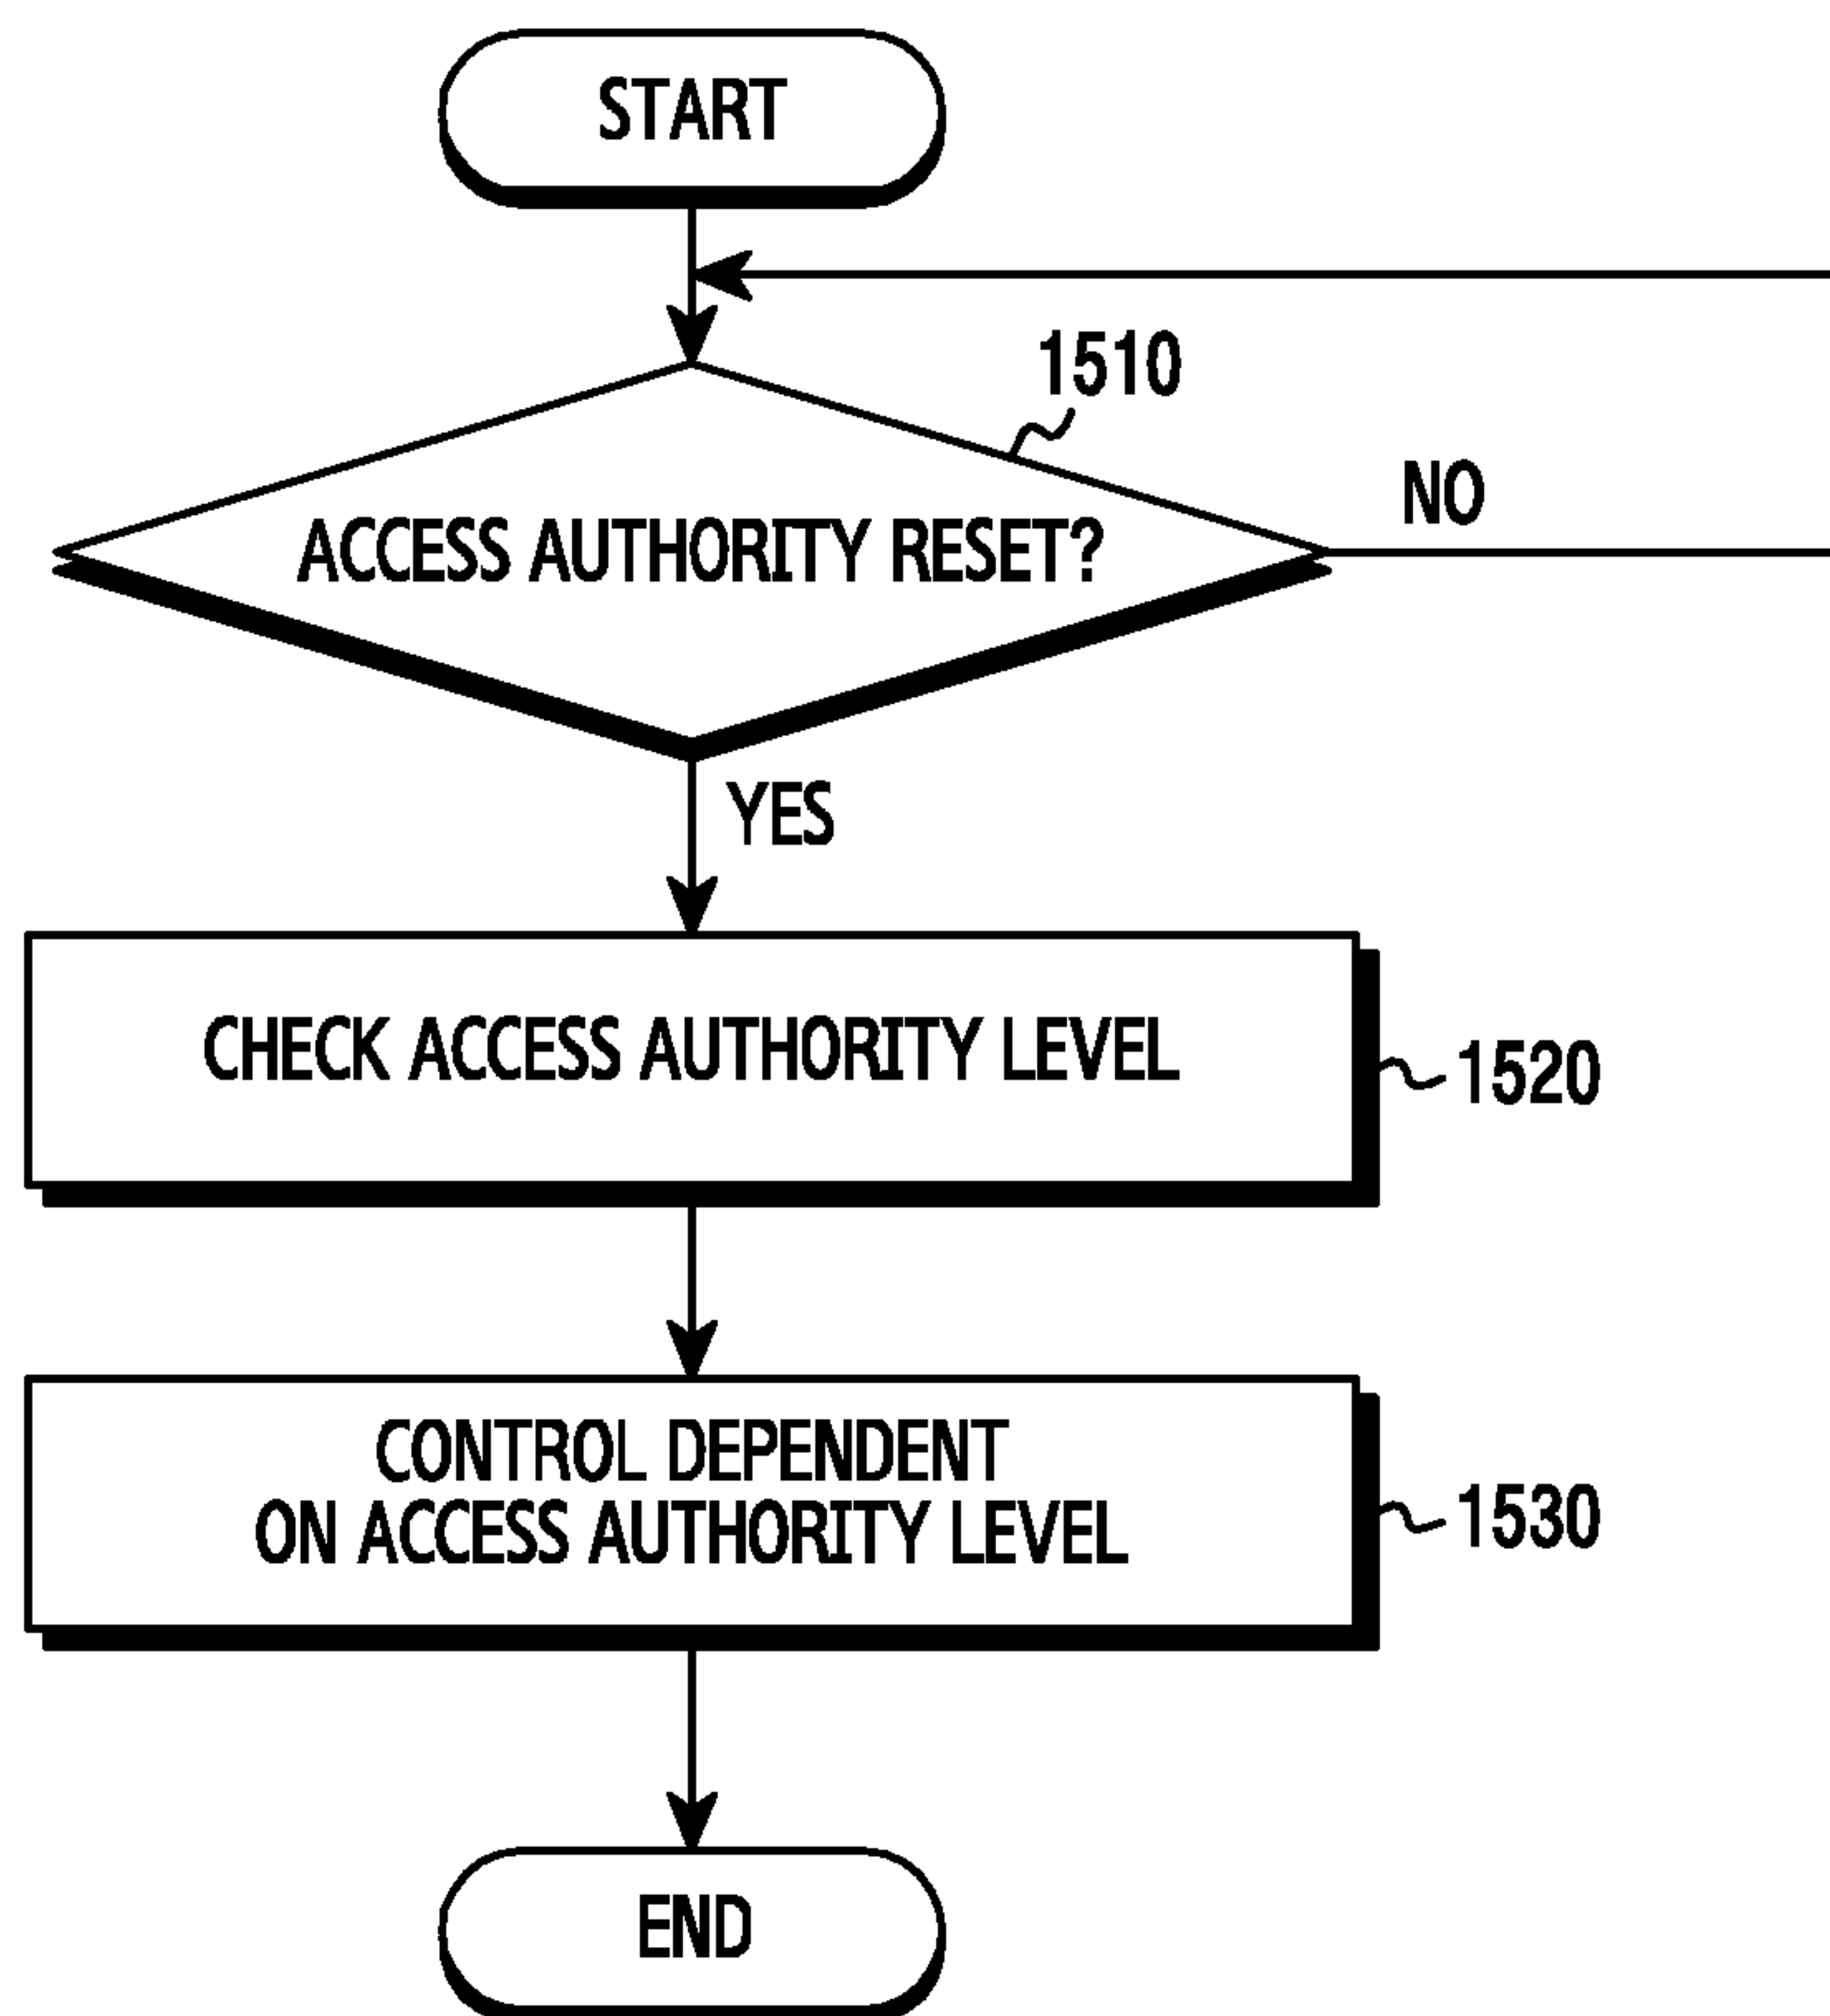 START
1510
NO
ACCESS AUTHORITY RESET?
YES
CHECK ACCESS AUTHORITY LEVEL
1520
CONTROL DEPENDENT
ON ACCESS AUTHORITY LEVEL
1530
END